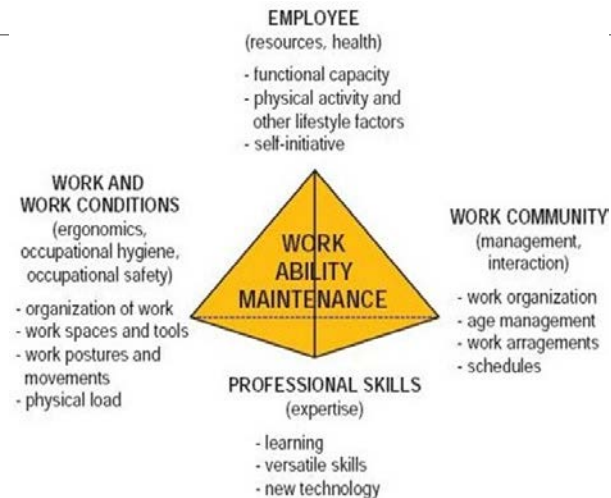 EMPLOYEE
(resources, health)
- functional capacity
- physical activity and
other lifestyle factors
- self-initiative
WORK AND
WORK CONDITIONS
(ergonomics,
occupational hygiene,
occupational safety)
- organization of work
- work spaces and tools
- work postures and
movements
- physical load
WORK
ABILITY
MAINTENANCE
WORK COMMUNITY
(management,
interaction)
- work organization
- age management
- work arragements
- schedules
PROFESSIONAL SKILLS
(expertise)
- learning
- versatile skills
- new technology